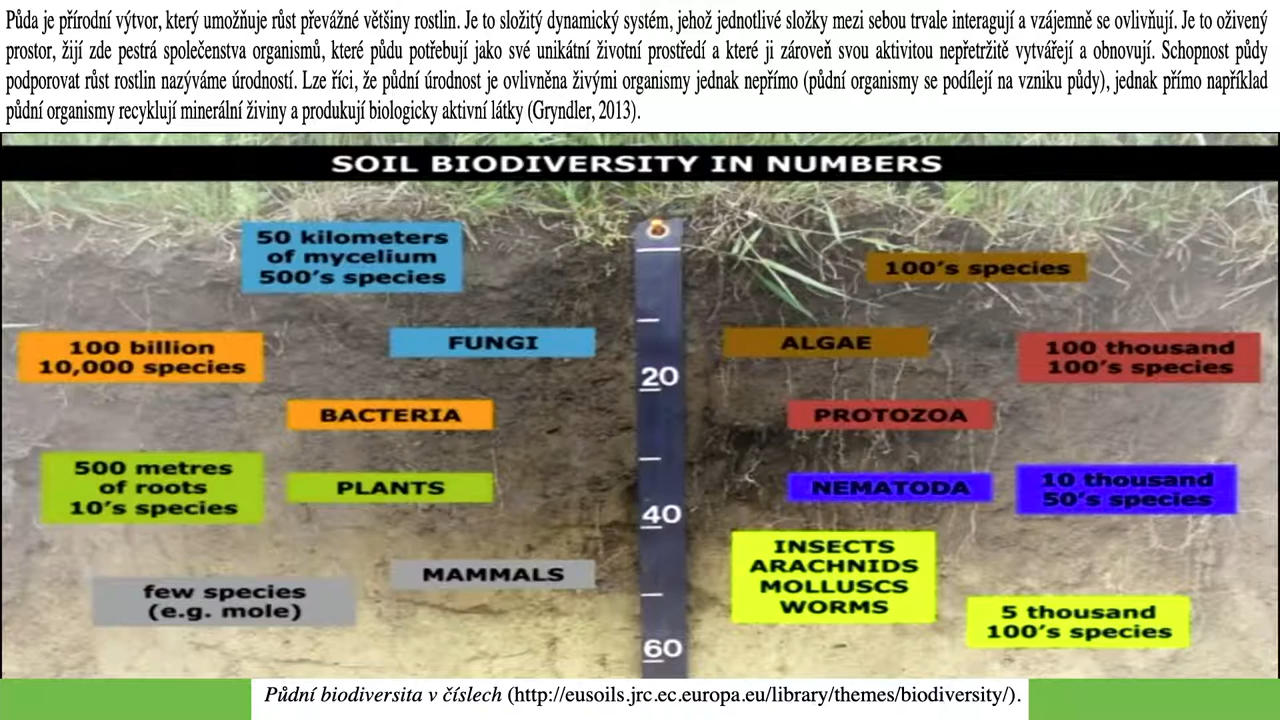 Půda je přírodní výtvor, který umožňuje růst převážné většiny rostlin. Je to složitý dynamický systém, jehož jednotlivé složky mezi sebou trvale interagují a vzájemně se ovlivňují. Je to oživený
prostor, žijí zde pestrá společenstva organismů, které půdu potřebují jako své unikátní životní prostředí a které ji zároveň svou aktivitou nepřetržitě vytvářejí a obnovují. Schopnost půdy
podporovat růst rostlin nazýváme úrodností. Lze říci, že půdní úrodnost je ovlivněna živými organismy jednak nepřímo (půdní organismy se podílejí na vzniku půdy), jednak přímo například
půdní organismy recyklují minerální živiny a produkují biologicky aktivní látky (Gryndler, 2013).
SOIL BIODIVERSITY IN NUMBERS
50 kilometers
of mycelium
500's species
100's species
FUNGI
ALGAE
100 billion
10,000 species
100 thousand
100's species
20
BACTERIA
PROTOZOA
500 metres
of roots
10's species
PLANTS
NEMATODA
10 thousand
50's species
40
INSECTS
ARACHNIDS
MOLLUSCS
WORMS
MAMMALS
few species
(e.g. mole)
5 thousand
100's species
60
Půdní biodiversita v číslech (http://eusoils.jrc.ec.europa.eu/library/themes/biodiversity/).